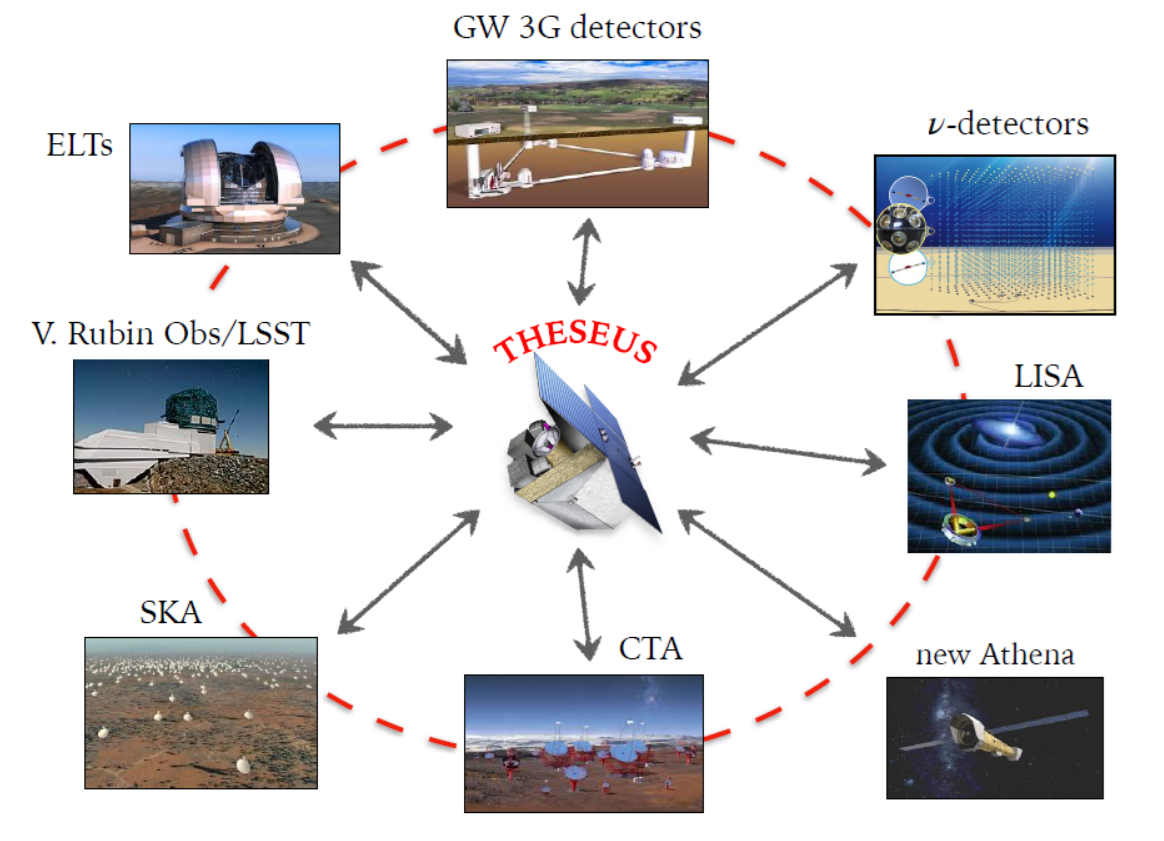 GW 3G detectors
ELTs
ν-detectors
V. Rubin Obs/LSST
THESEUS
LISA
SKA
CTA
new Athena